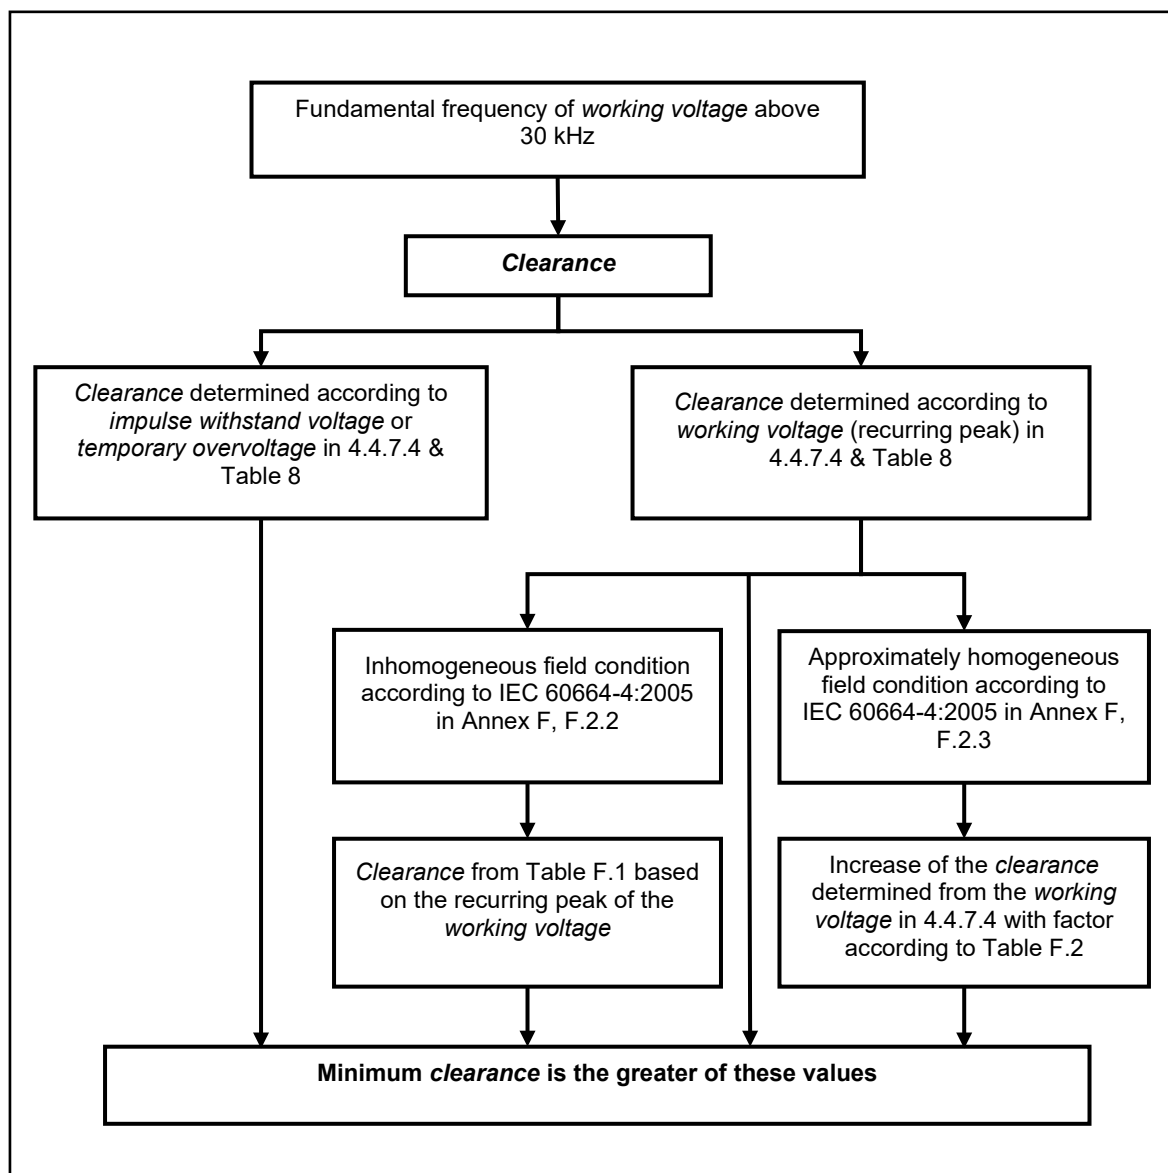 Fundamental frequency of working voltage above
30 kHz
Clearance
Clearance determined according to
impulse withstand voltage or
temporary overvoltage in 4.4.7.4 &
Table 8
Clearance determined according to
working voltage (recurring peak) in
4.4.7.4 & Table 8
Inhomogeneous field condition
according to IEC 60664-4:2005
in Annex F, F.2.2
Approximately homogeneous
field condition according to
IEC 60664-4:2005 in Annex F,
F.2.3
Clearance from Table F.1 based
on the recurring peak of the
working voltage
Increase of the clearance
determined from the working
voltage in 4.4.7.4 with factor
according to Table F.2
Minimum clearance is the greater of these values